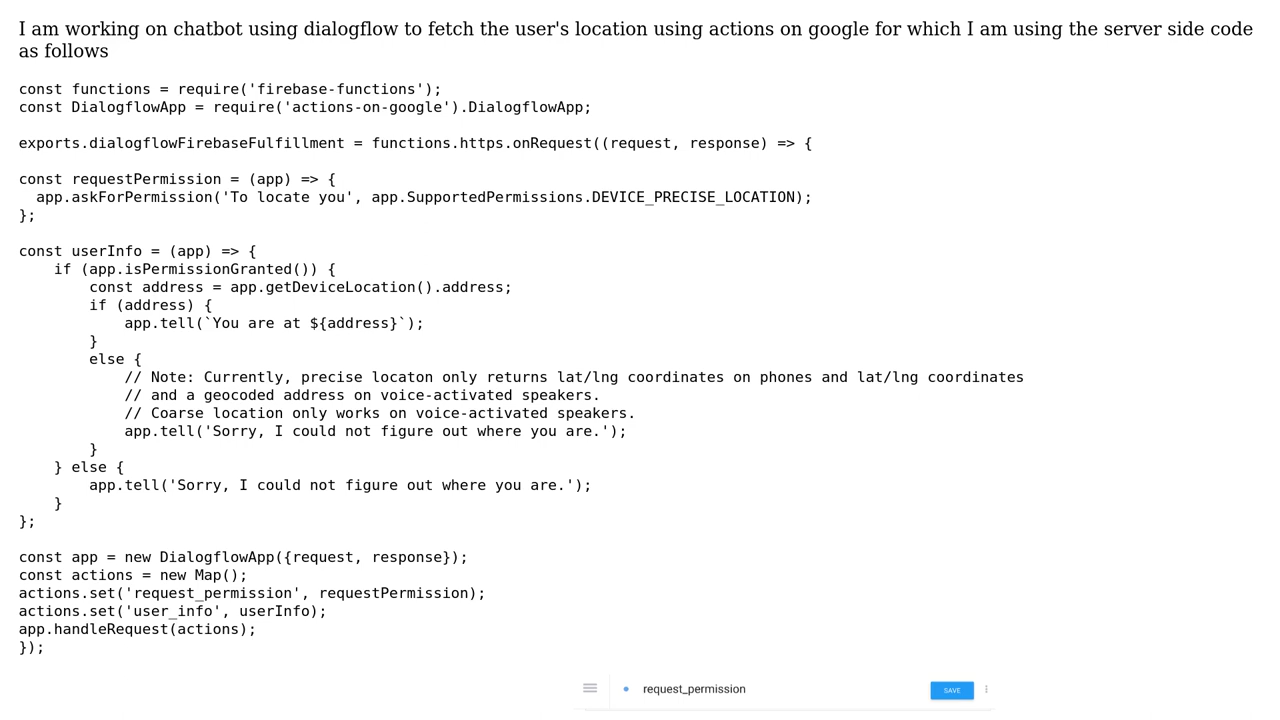 I am working on chatbot using dialogflow to fetch the user's location using actions on google for which I am using the server side code
as follows
const functions = require('firebase-functions');
const DialogflowApp = require('actions-on-google').DialogflowApp;
exports.dialogflowFirebaseFulfillment = functions.https.onRequest((request, response) => {
const requestPermission = (app) => {
  app.askForPermission('To locate you', app.SupportedPermissions.DEVICE_PRECISE_LOCATION);
};
const userInfo = (app) => {
    if (app.isPermissionGranted()) {
        const address = app.getDeviceLocation().address;
        if (address) {
            app.tell(`You are at ${address}`);
        }
        else {
            // Note: Currently, precise locaton only returns lat/lng coordinates on phones and lat/lng coordinates
            // and a geocoded address on voice-activated speakers.
            // Coarse location only works on voice-activated speakers.
            app.tell('Sorry, I could not figure out where you are.');
        }
    } else {
        app.tell('Sorry, I could not figure out where you are.');
    }
};
const app = new DialogflowApp({request, response});
const actions = new Map();
actions.set('request_permission', requestPermission);
actions.set('user_info', userInfo);
app.handleRequest(actions);
});
request_permission SAVE